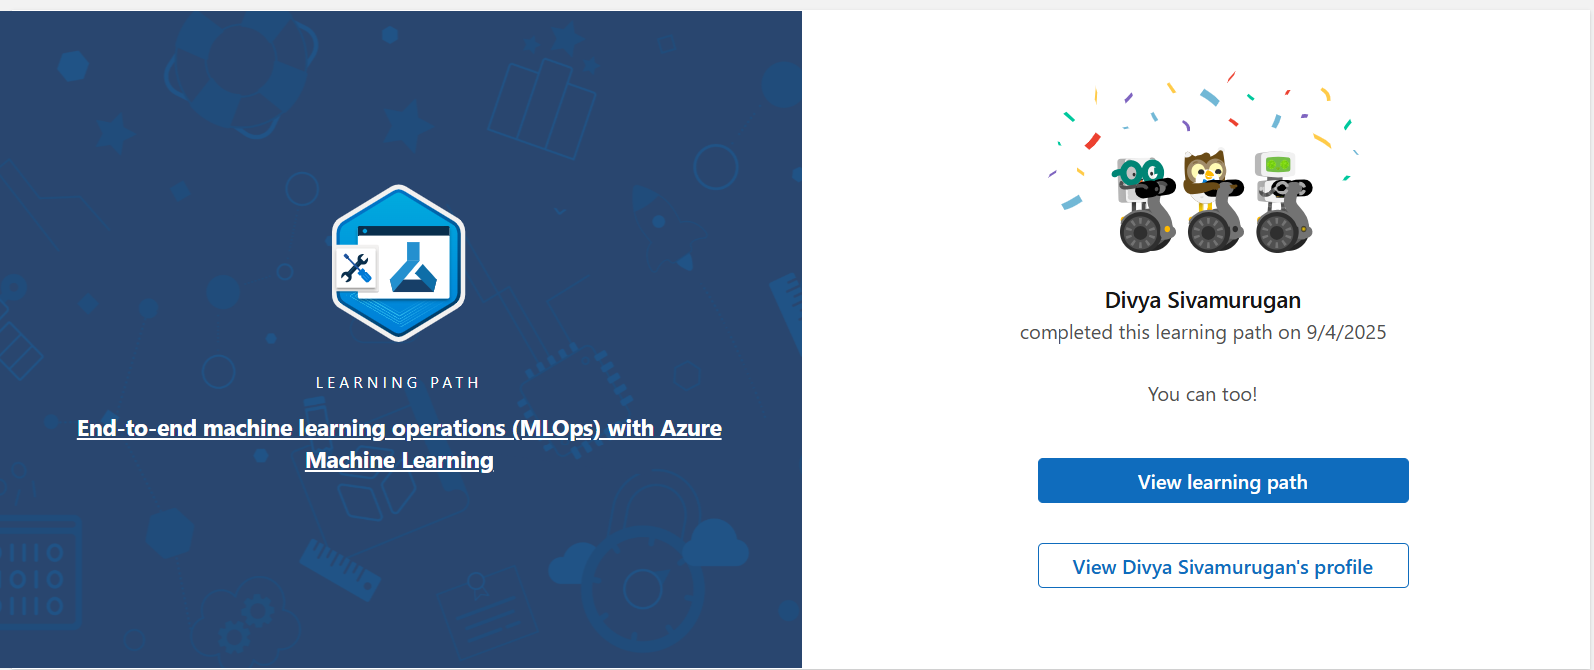 LEARNING PATH
End-to-end machine learning operations (MLOps) with Azure
Machine Learning
Divya Sivamurugan
completed this learning path on 9/4/2025
You can too!
View learning path
View Divya Sivamurugan's profile